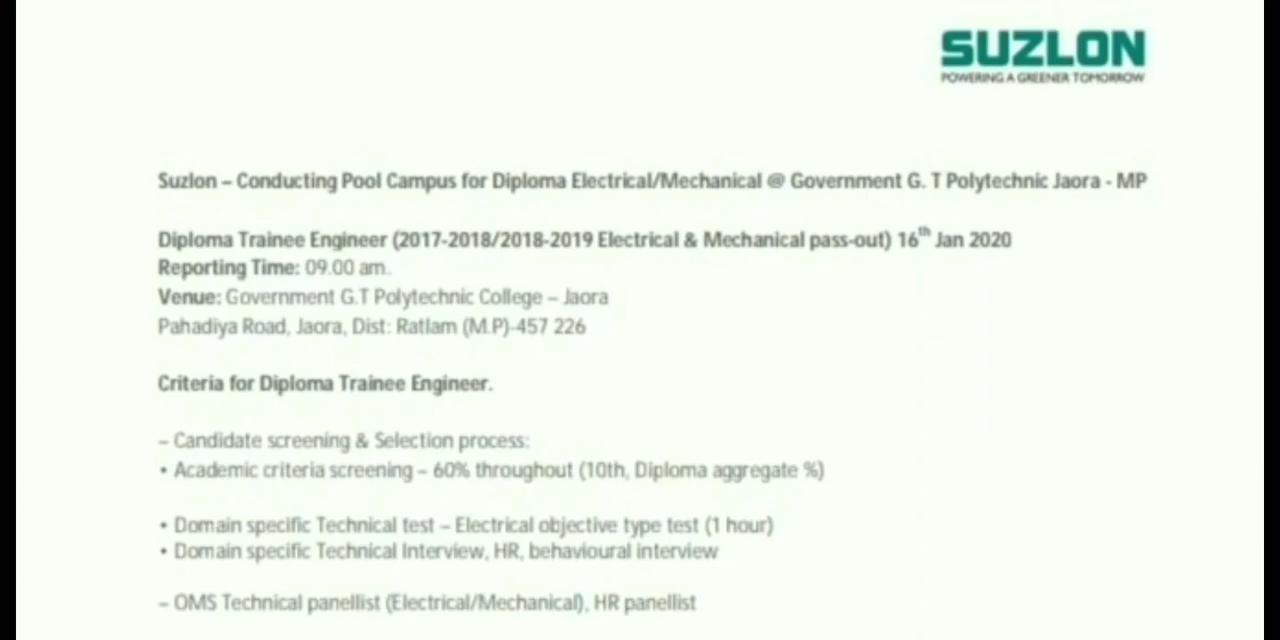 SUZLON
POWERING A GREENER TOMORROW
Suzlon – Conducting Pool Campus for Diploma Electrical/Mechanical @ Government G. T Polytechnic Jaora - MP
Diploma Trainee Engineer (2017-2018/2018-2019 Electrical & Mechanical pass-out) 16th Jan 2020
Reporting Time: 09.00 am.
Venue: Government G.T Polytechnic College – Jaora
Pahadiya Road, Jaora, Dist: Ratlam (M.P)-457 226
Criteria for Diploma Trainee Engineer.
– Candidate screening & Selection process:
• Academic criteria screening – 60% throughout (10th, Diploma aggregate %)
• Domain specific Technical test – Electrical objective type test (1 hour)
• Domain specific Technical Interview, HR, behavioural interview
– OMS Technical panellist (Electrical/Mechanical), HR panellist